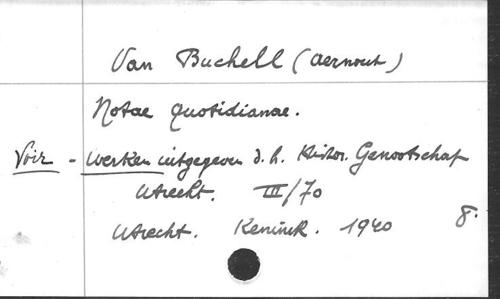 Van Buchell (Aernout)
Notae Quotidianae.
Voir - Werken uitgegeven d. h. Histor. Genootschap
Utrecht. III/70
Utrecht. Kemink. 1940 8.